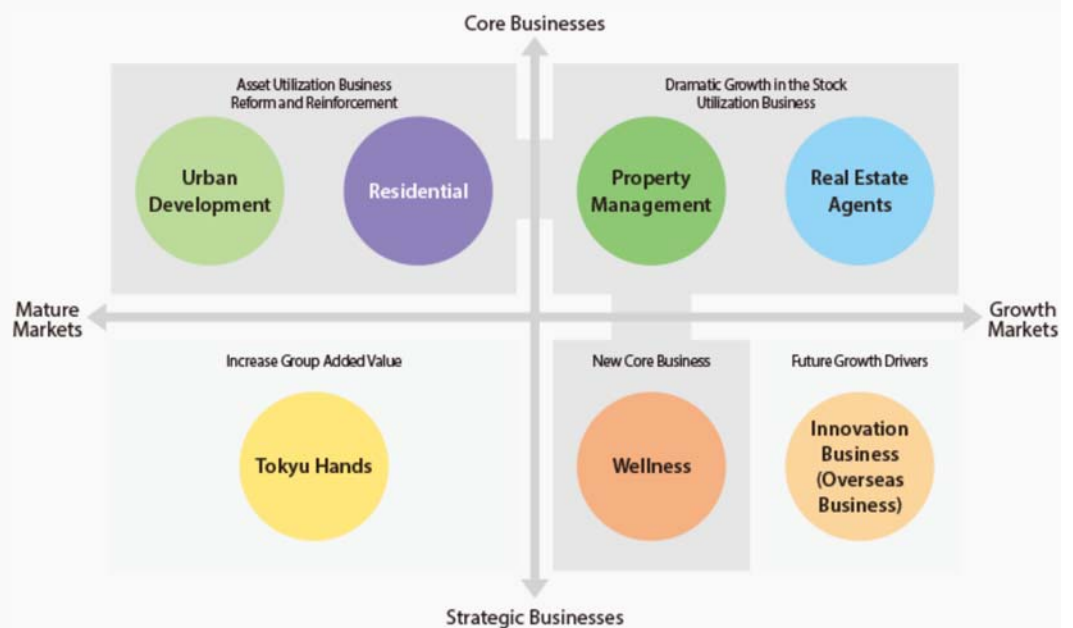 Core Businesses
Asset Utilization Business
Reform and Reinforcement
Dramatic Growth in the Stock
Utilization Business
Urban
Development
Residential
Property
Management
Real Estate
Agents
Mature
Markets
Growth
Markets
Increase Group Added Value
New Core Business
Future Growth Drivers
Tokyu Hands
Wellness
Innovation
Business
(Overseas
Business)
Strategic Businesses